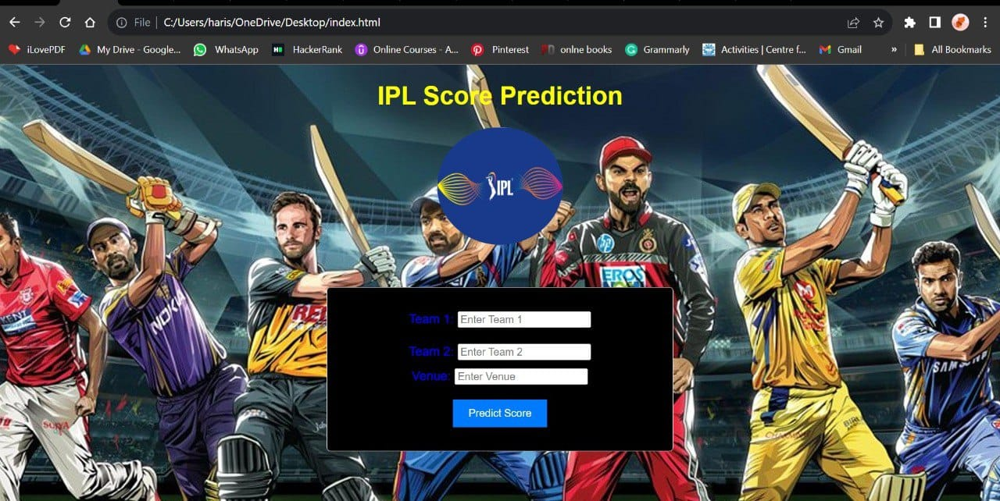 File C:/Users/haris/OneDrive/Desktop/index.html
iLovePDF My Drive - Google... WhatsApp HackerRank Online Courses - A... Pinterest onlne books Grammarly Activities | Centre f... Gmail » All Bookmarks
IPL Score Prediction
IPL
EROS
KENT
NOKIA
RED
SAMSUNG
Team 1: Enter Team 1
Team 2: Enter Team 2
Venue: Enter Venue
Predict Score